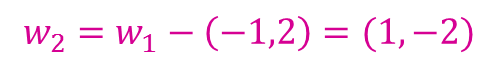 w₂ = w₁ − (−1,2) = (1, −2)